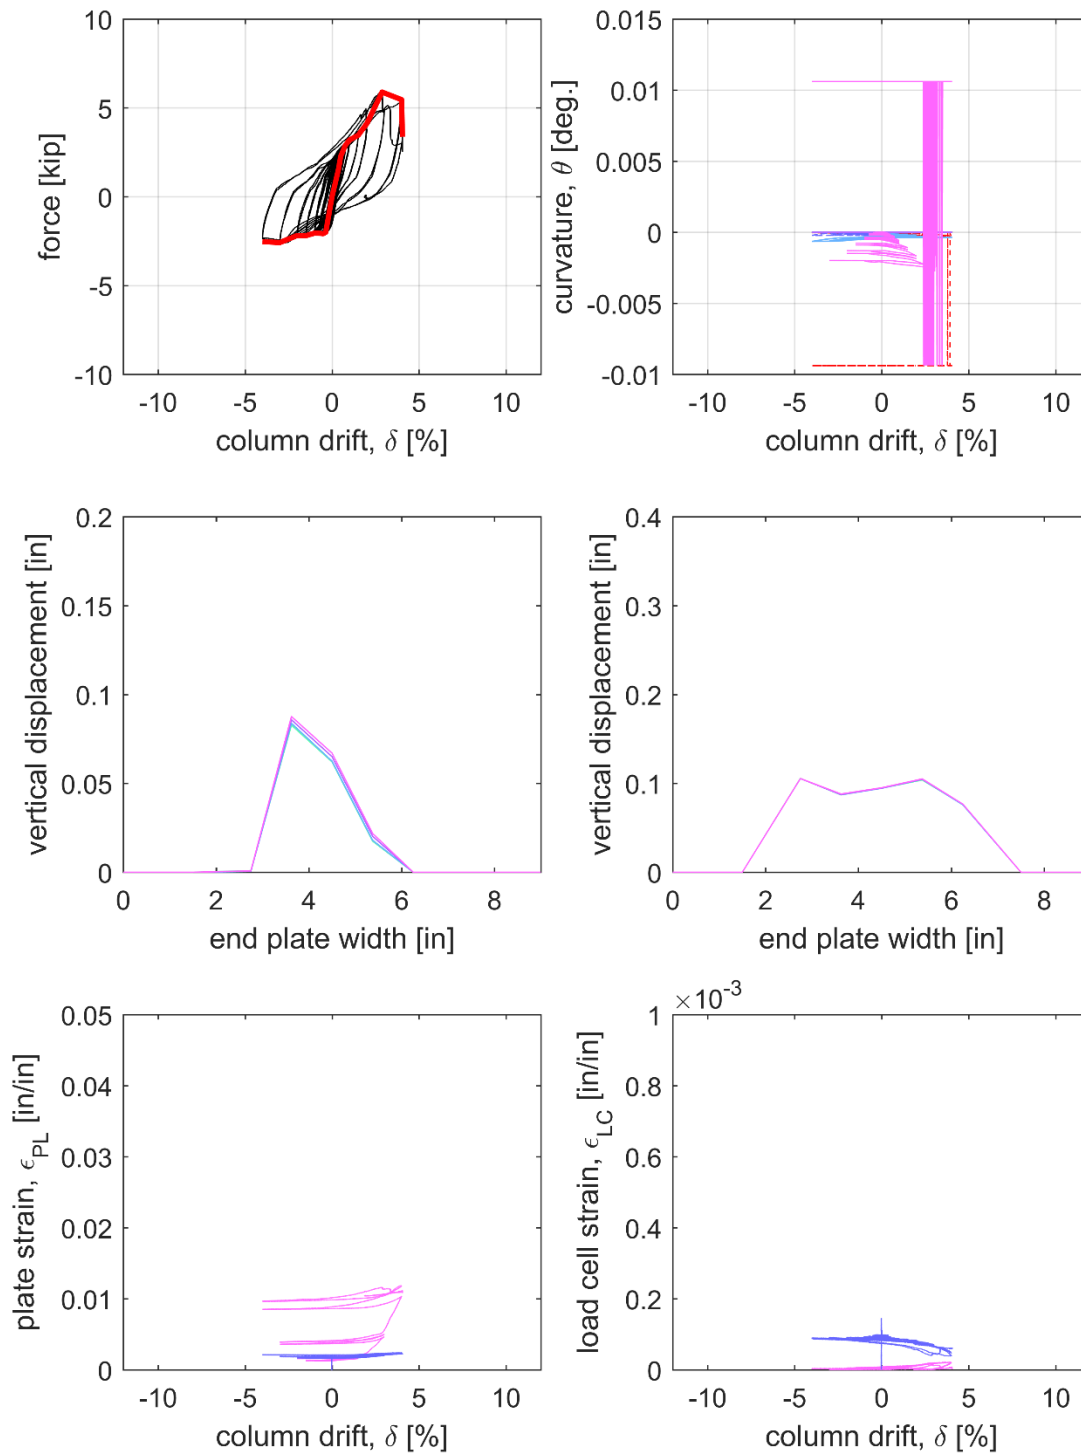 10
5
0
-5
-10
force [kip]
-10 -5 0 5 10
column drift, δ [%]
0.015
0.01
0.005
0
-0.005
-0.01
curvature, θ [deg.]
-10 -5 0 5 10
column drift, δ [%]
0.2
0.15
0.1
0.05
0
vertical displacement [in]
0 2 4 6 8
end plate width [in]
0.4
0.3
0.2
0.1
0
vertical displacement [in]
0 2 4 6 8
end plate width [in]
0.05
0.04
0.03
0.02
0.01
0
plate strain, ϵPL [in/in]
-10 -5 0 5 10
column drift, δ [%]
×10-3
1
0.8
0.6
0.4
0.2
0
load cell strain, ϵLC [in/in]
-10 -5 0 5 10
column drift, δ [%]